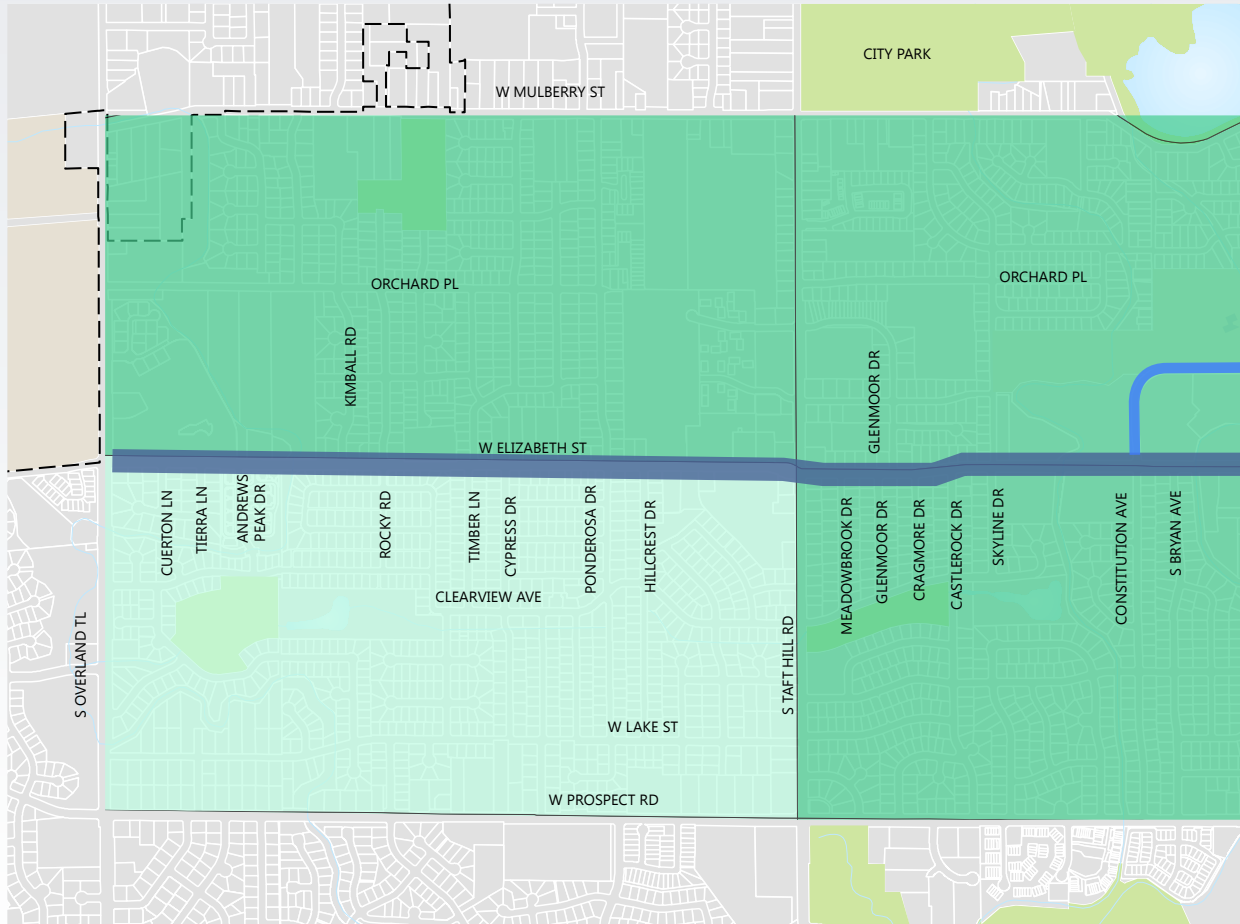 CITY PARK
W MULBERRY ST
ORCHARD PL
ORCHARD PL
KIMBALL RD
GLENMOOR DR
W ELIZABETH ST
CUERTON LN
TIERRA LN
ANDREWS
PEAK DR
ROCKY RD
TIMBER LN
CYPRESS DR
PONDEROSA DR
HILLCREST DR
MEADOWBROOK DR
GLENMOOR DR
CRAGMORE DR
CASTLEROCK DR
SKYLINE DR
CONSTITUTION AVE
S BRYAN AVE
CLEARVIEW AVE
S OVERLAND TL
S TAFT HILL RD
W LAKE ST
W PROSPECT RD